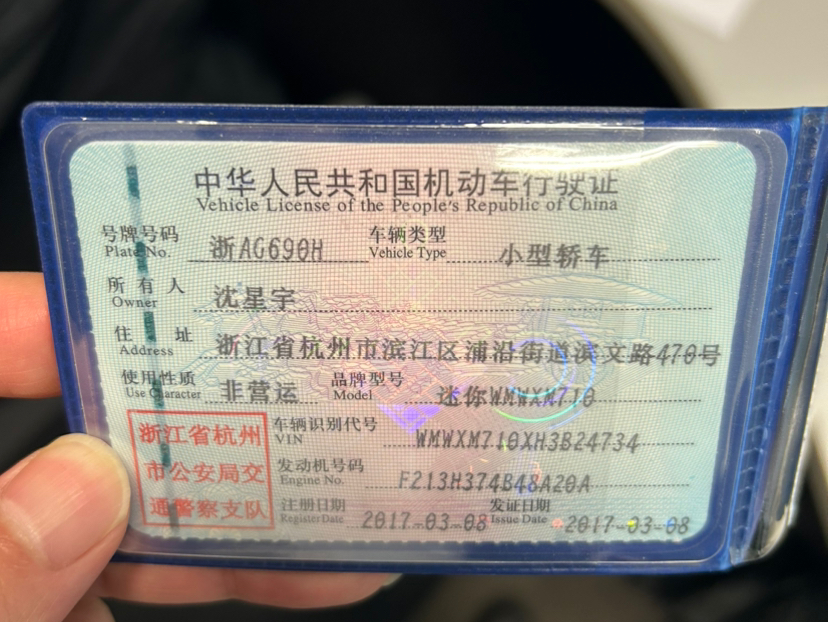 中华人民共和国机动车行驶证
Vehicle License of the People's Republic of China
号牌号码 浙AG690H 车辆类型 小型轿车
Plate No. Vehicle Type
所有人 沈星宇
Owner
住址 浙江省杭州市滨江区浦沿街道滨文路470号
Address
使用性质 非营运 品牌型号 迷你WMWXM710
Use Character Model
浙江省杭州
市公安局交
通警察支队
车辆识别代号 WMWXM710XH3B24734
VIN
发动机号码 F213H374B48A20A
Engine No.
注册日期 2017-03-08 发证日期 2017-03-08
Register Date Issue Date